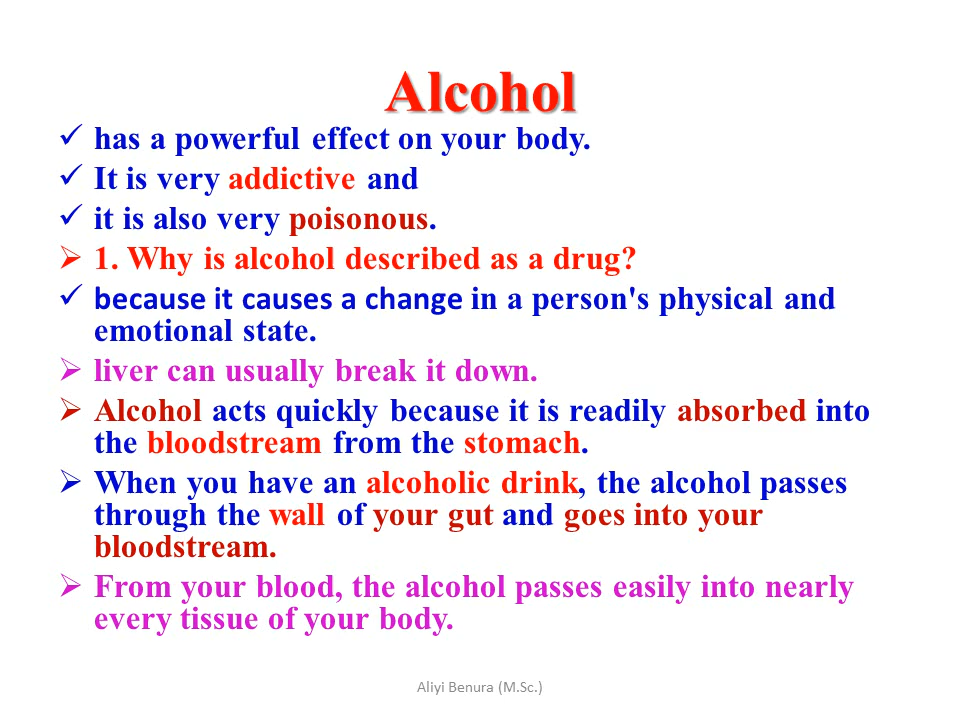 Alcohol
✓ has a powerful effect on your body.
✓ It is very addictive and
✓ it is also very poisonous.
➢ 1. Why is alcohol described as a drug?
✓ because it causes a change in a person's physical and
emotional state.
➢ liver can usually break it down.
➢ Alcohol acts quickly because it is readily absorbed into
the bloodstream from the stomach.
➢ When you have an alcoholic drink, the alcohol passes
through the wall of your gut and goes into your
bloodstream.
➢ From your blood, the alcohol passes easily into nearly
every tissue of your body.
Aliyi Benura (M.Sc.)